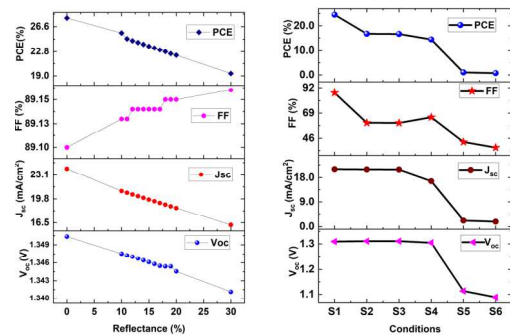 PCE(%)
26.6
22.8
19.0
PCE
FF (%)
89.15
89.13
89.10
FF
Jsc (mA/cm²)
23.1
19.8
16.5
Jsc
Voc (V)
1.349
1.346
1.343
1.340
Voc
0 5 10 15 20 25 30
Reflectance (%)
PCE (%)
20.0
10.0
0.0
PCE
FF (%)
92
69
46
FF
Jsc (mA/cm²)
18.0
9.0
0.0
Jsc
Voc (V)
1.3
1.2
1.1
Voc
S1 S2 S3 S4 S5 S6
Conditions